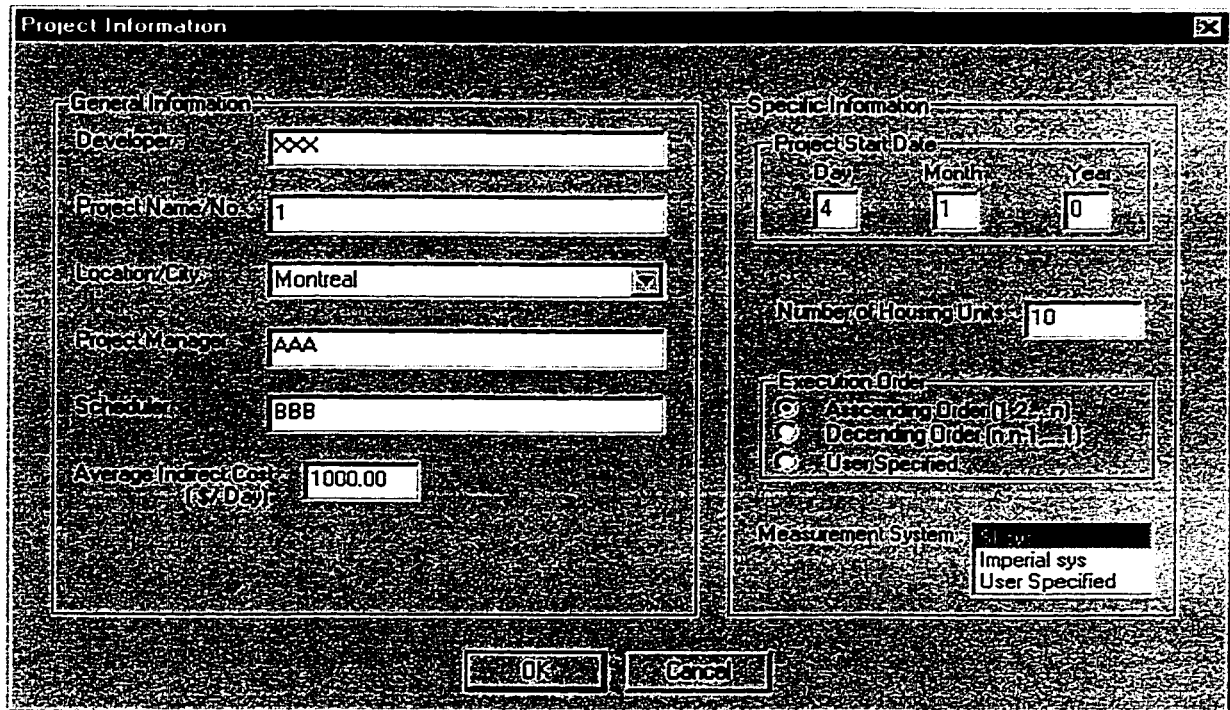 Project Information
General Information
Developer:
XXX
Project Name/No.:
1
Location/City:
Montreal
Project Manager:
AAA
Scheduler:
BBB
Average Indirect Cost:
($/ Day)
1000.00
Specific Information
Project Start Date
Day
Month
Year
4
1
0
Number of Housing Units:
10
Execution Order
Asscending Order (1,2....n)
Decending Order (n,n-1.....1)
User Specified
Measurement System:
Imperial sys
User Specified
OK
Cancel